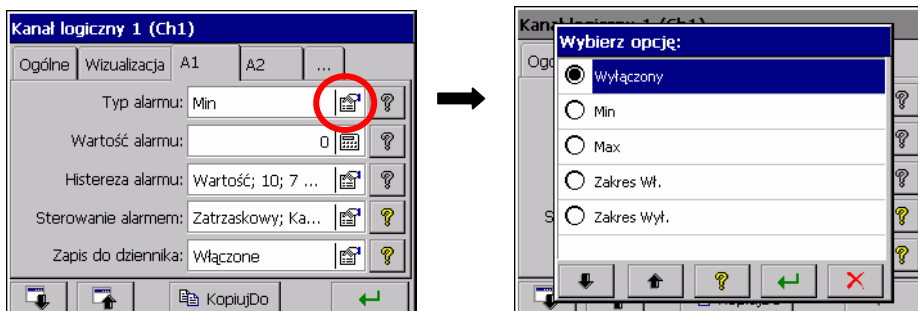 Kanał logiczny 1 (Ch1)
Ogólne Wizualizacja A1 A2 ...
Typ alarmu: Min
Wartość alarmu: 0
Histereza alarmu: Wartość; 10; 7 ...
Sterowanie alarmem: Zatrzaskowy; Ka...
Zapis do dziennika: Włączone
KopiujDo
Wybierz opcję:
Wyłączony
Min
Max
Zakres Wł.
Zakres Wył.